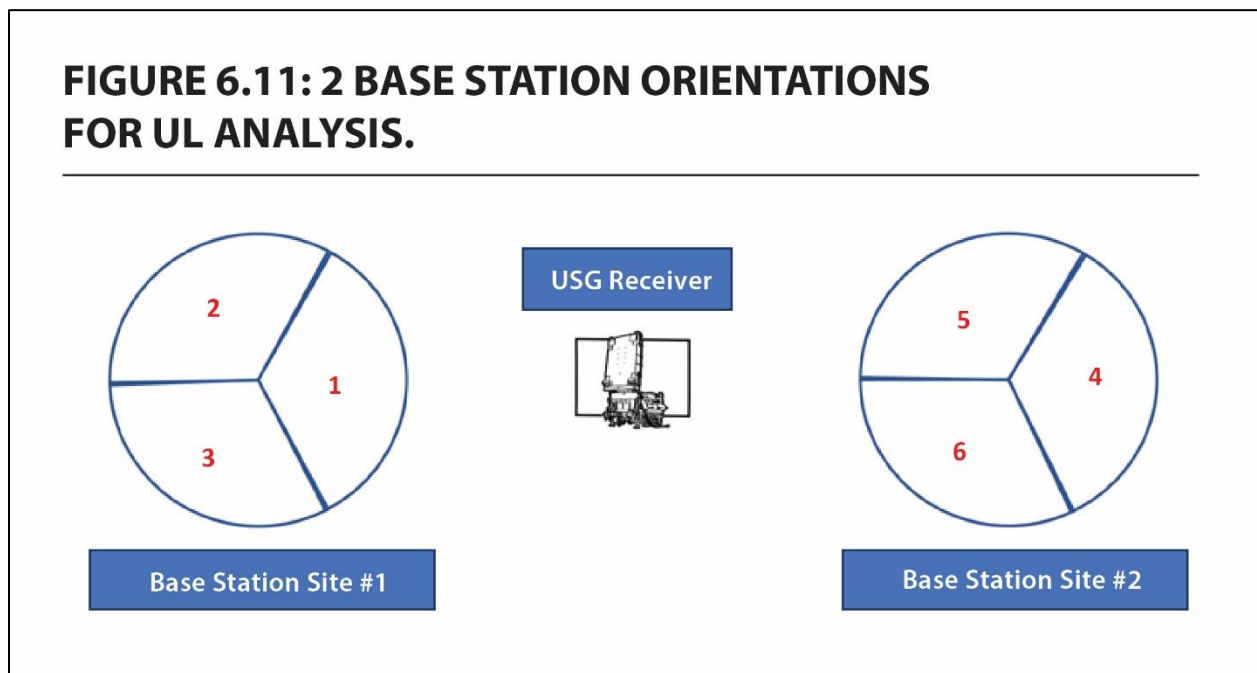 FIGURE 6.11: 2 BASE STATION ORIENTATIONS
FOR UL ANALYSIS.
USG Receiver
2
1
3
5
4
6
Base Station Site #1
Base Station Site #2